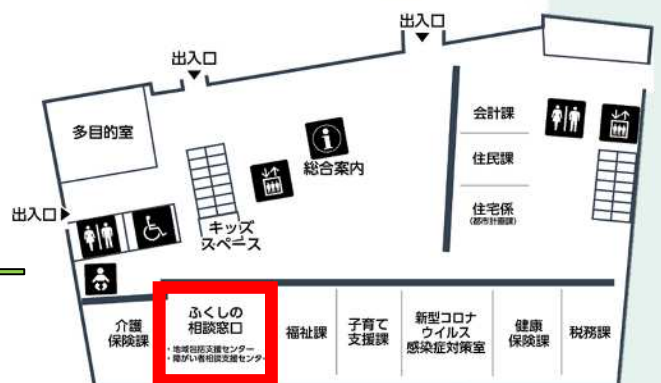 出入口
出入口
多目的室
会計課
総合案内
住民課
出入口
キッズ
スペース
住宅係
(都市計画課)
介護
保険課
ふくしの
相談窓口
・地域包括支援センター
・障がい者相談支援センター
福祉課
子育て
支援課
新型コロナ
ウイルス
感染症対策室
健康
保険課
税務課